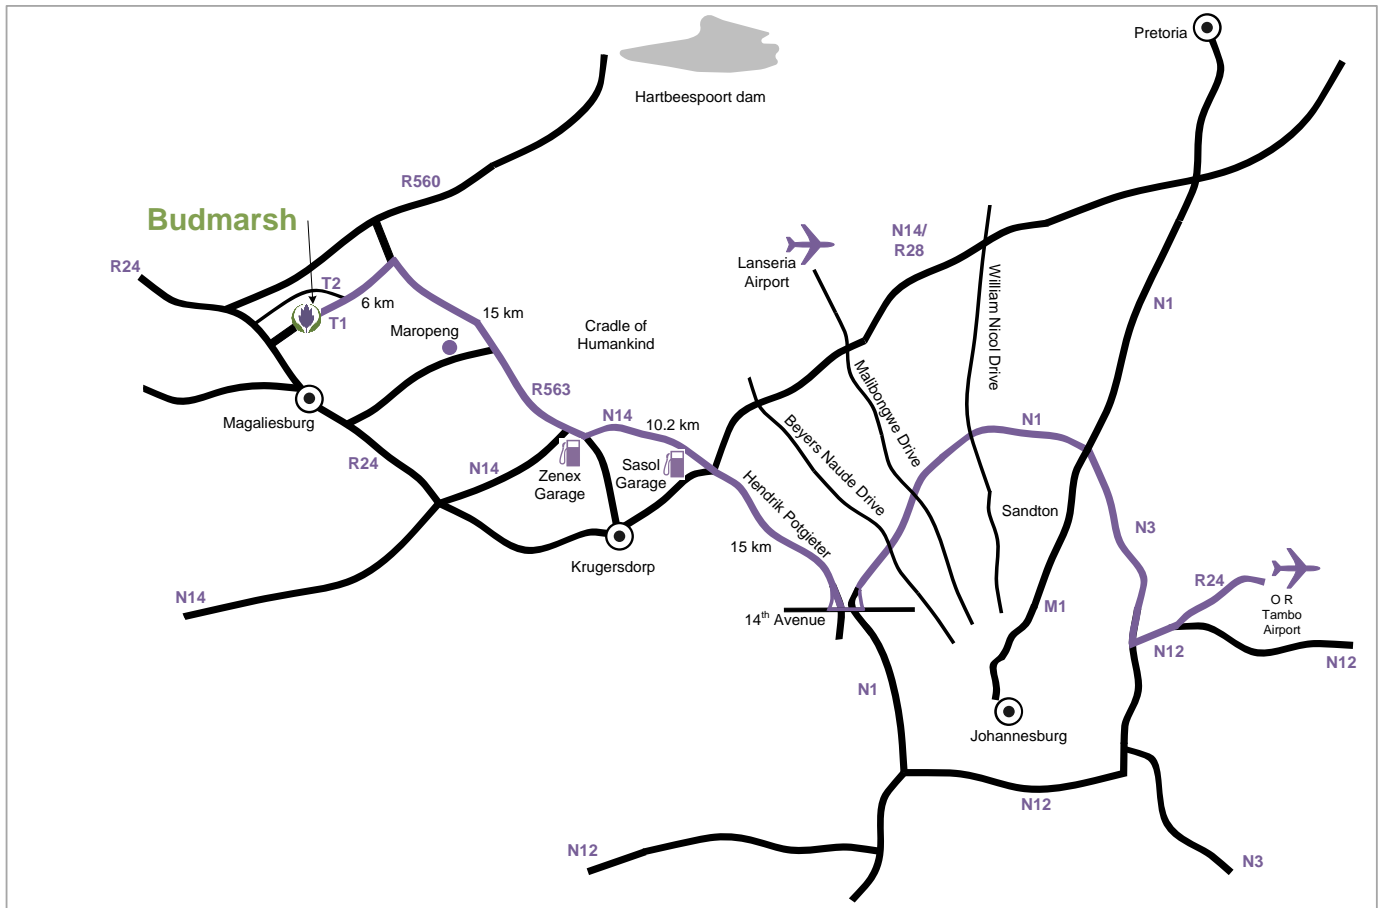 Pretoria
Hartbeespoort dam
R560
Budmarsh
N14/
R28
Lanseria
Airport
R24
T2
6 km
T1
15 km
Maropeng
Cradle of
Humankind
William Nicol Drive
N1
Malibongwe Drive
R563
N14
10.2 km
Beyers Naude Drive
N1
Magaliesburg
R24
N14
Zenex
Garage
Sasol
Garage
Hendrik Potgieter
15 km
Sandton
N3
Krugersdorp
R24
O R
Tambo
Airport
N14
14th Avenue
M1
N12
N12
N1
Johannesburg
N12
N12
N3